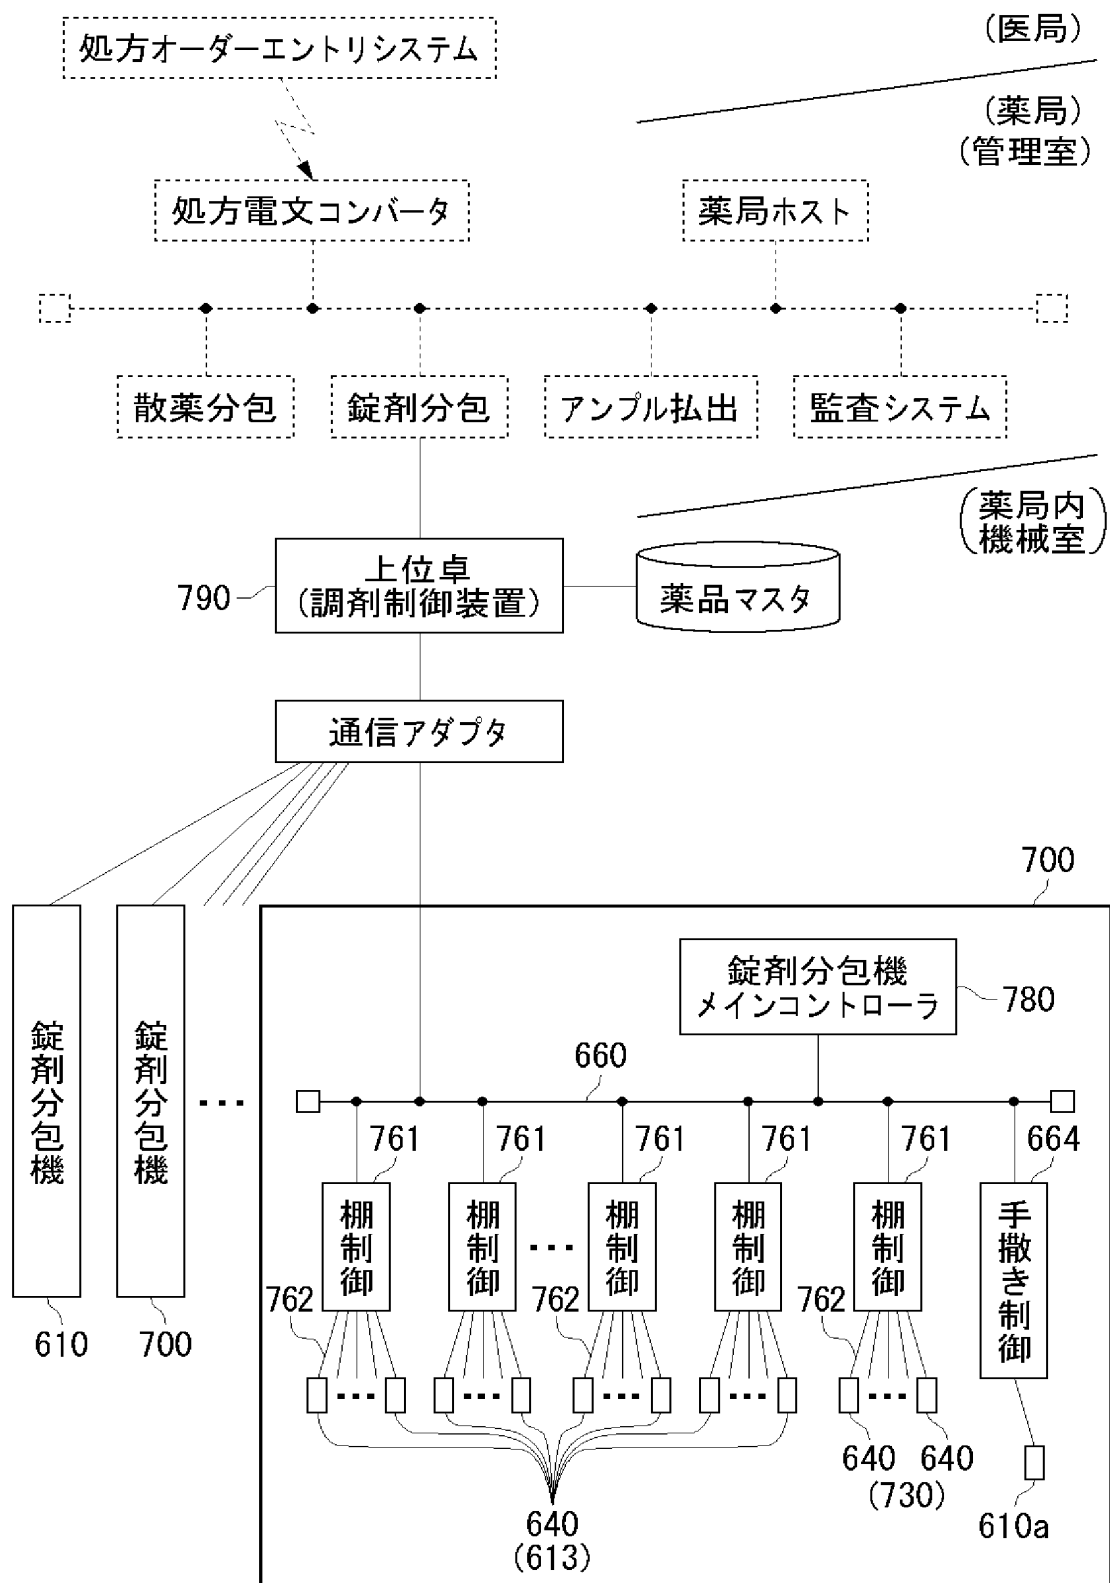 処方オーダーエントリシステム
(医局)
(薬局)
(管理室)
処方電文コンバータ
薬局ホスト
散薬分包
錠剤分包
アンプル払出
監査システム
(薬局内
機械室)
790
上位卓
(調剤制御装置)
薬品マスタ
通信アダプタ
700
錠剤分包機
メインコントローラ
780
錠剤分包機
錠剤分包機
・・・
660
761
761
761
761
761
664
棚制御
棚制御
・・・
棚制御
棚制御
棚制御
手撒き制御
762
762
762
610
700
・・・
・・・
・・・
・・・
・・・
640
640
(730)
610a
640
(613)